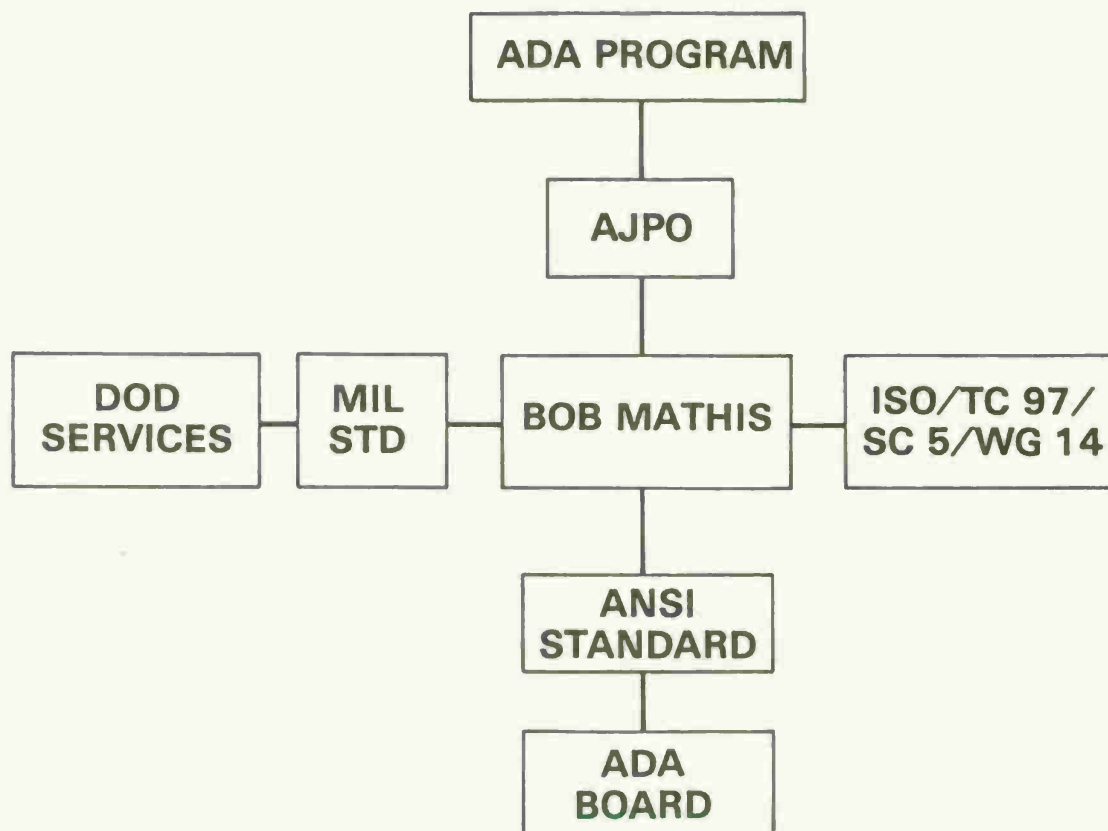 ADA PROGRAM
AJPO
DOD
SERVICES
MIL
STD
BOB MATHIS
ISO/TC 97/
SC 5/WG 14
ANSI
STANDARD
ADA
BOARD